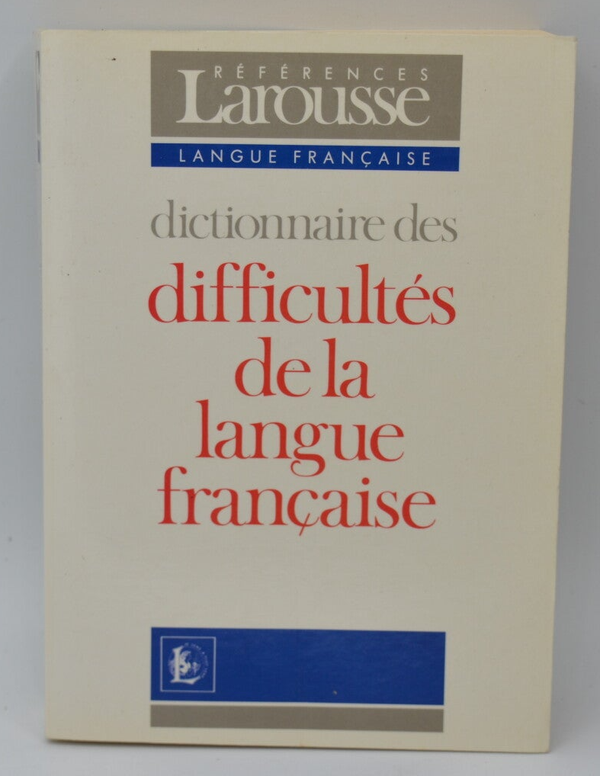 RÉFÉRENCES
Larousse
LANGUE FRANÇAISE
dictionnaire des
difficultés
de la
langue
française
L